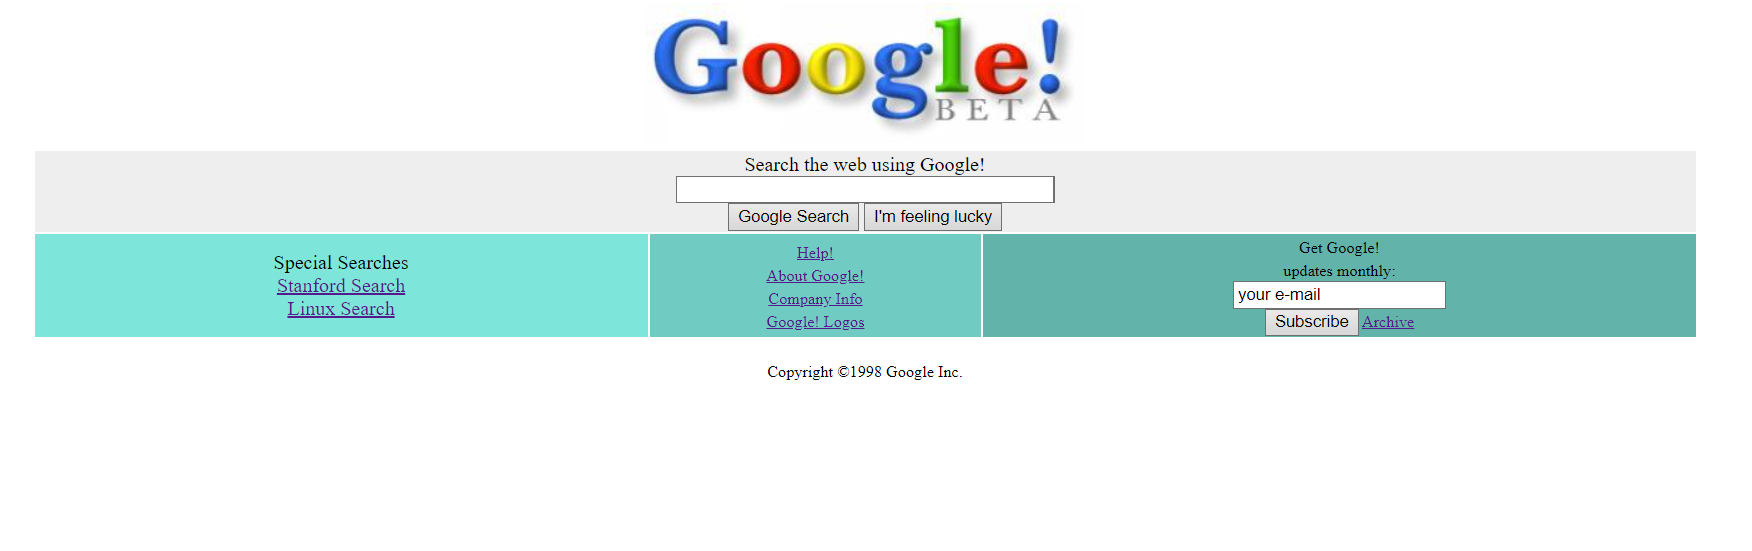 Google!
BETA
Search the web using Google!
Google Search I'm feeling lucky
Special Searches
Stanford Search
Linux Search
Help!
About Google!
Company Info
Google! Logos
Get Google!
updates monthly:
your e-mail
Subscribe Archive
Copyright ©1998 Google Inc.